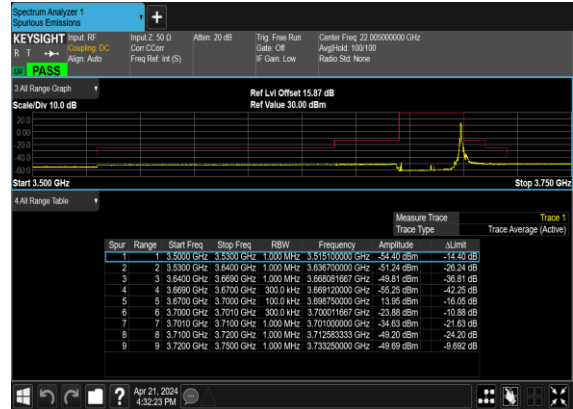 Spectrum Analyzer 1
Spurious Emissions
KEYSIGHT Input: RF Input Z: 50 Ω Atten: 20 dB Trig: Free Run Center Freq: 22.005000000 GHz
R T Coupling: DC Corr CCorr Gate: Off Avg|Hold: 100/100
Align: Auto Freq Ref: Int (S) IF Gain: Low Radio Std: None
PASS
3.All Range Graph
Ref Lvl Offset 15.87 dB
Scale/Div 10.0 dB Ref Value 30.00 dBm
20.0
0.00
-20.0
-40.0
-60.0
Start 3.500 GHz Stop 3.750 GHz
4.All Range Table
Measure Trace Trace 1
Trace Type Trace Average (Active)
Spur Range Start Freq Stop Freq RBW Frequency Amplitude ΔLimit
1 1 3.5000 GHz 3.5300 GHz 1.000 MHz 3.515100000 GHz -54.40 dBm -14.40 dB
2 2 3.5300 GHz 3.6400 GHz 1.000 MHz 3.636700000 GHz -51.24 dBm -26.24 dB
3 3 3.6400 GHz 3.6690 GHz 1.000 MHz 3.668081667 GHz -49.81 dBm -36.81 dB
4 4 3.6690 GHz 3.6700 GHz 300.0 kHz 3.669120000 GHz -55.25 dBm -42.25 dB
5 5 3.6700 GHz 3.7000 GHz 100.0 kHz 3.698750000 GHz 13.95 dBm -16.05 dB
6 6 3.7000 GHz 3.7010 GHz 300.0 kHz 3.700011667 GHz -23.88 dBm -10.88 dB
7 7 3.7010 GHz 3.7100 GHz 1.000 MHz 3.701000000 GHz -34.63 dBm -21.63 dB
8 8 3.7100 GHz 3.7200 GHz 1.000 MHz 3.712583333 GHz -49.20 dBm -24.20 dB
9 9 3.7200 GHz 3.7500 GHz 1.000 MHz 3.733250000 GHz -49.69 dBm -9.692 dB
? Apr 21, 2024
4:32:23 PM